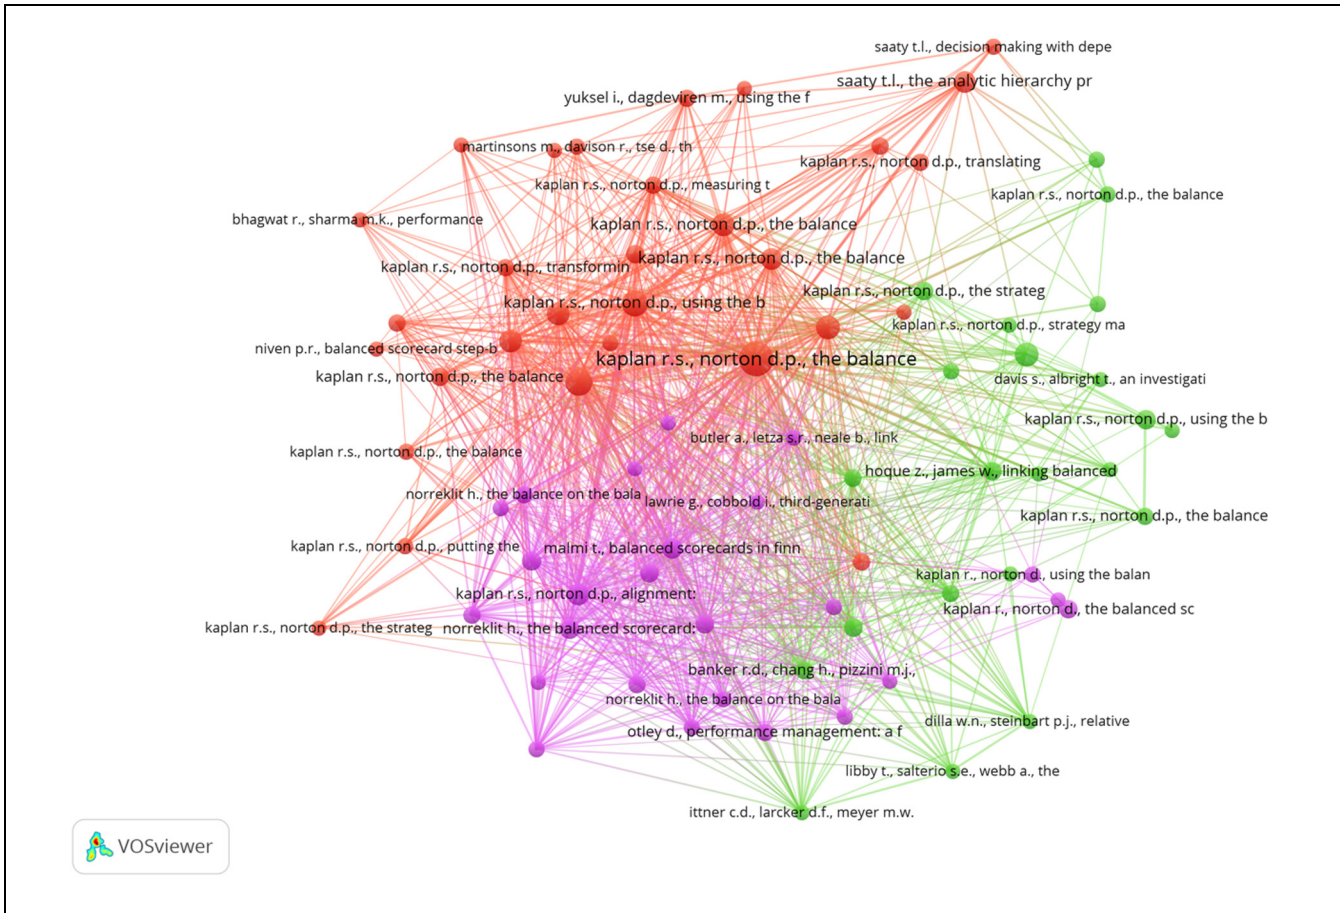 saaty t.l., decision making with depe
saaty t.l., the analytic hierarchy pr
yuksel i., dagdeviren m., using the f
martinsons m., davison r., tse d., th
kaplan r.s., norton d.p., translating
kaplan r.s., norton d.p., measuring t
kaplan r.s., norton d.p., the balance
bhagwat r., sharma m.k., performance
kaplan r.s., norton d.p., the balance
kaplan r.s., norton d.p., the balance
kaplan r.s., norton d.p., transformin
kaplan r.s., norton d.p., the strateg
kaplan r.s., norton d.p., using the b
kaplan r.s., norton d.p., strategy ma
niven p.r., balanced scorecard step-b
kaplan r.s., norton d.p., the balance
kaplan r.s., norton d.p., the balance
davis s., albright t., an investigati
kaplan r.s., norton d.p., using the b
butler a., letza s.r., neale b., link
kaplan r.s., norton d.p., the balance
hoque z., james w., linking balanced
norreklit h., the balance on the bala
lawrie g., cobbold i., third-generati
kaplan r.s., norton d.p., the balance
kaplan r.s., norton d.p., putting the
malmi t., balanced scorecards in finn
kaplan r., norton d., using the balan
kaplan r.s., norton d.p., alignment:
kaplan r., norton d., the balanced sc
kaplan r.s., norton d.p., the strateg
norreklit h., the balanced scorecard:
banker r.d., chang h., pizzini m.j.,
norreklit h., the balance on the bala
dilla w.n., steinbart p.j., relative
otley d., performance management: a f
libby t., salterio s.e., webb a., the
ittner c.d., larcker d.f., meyer m.w.
VOSviewer